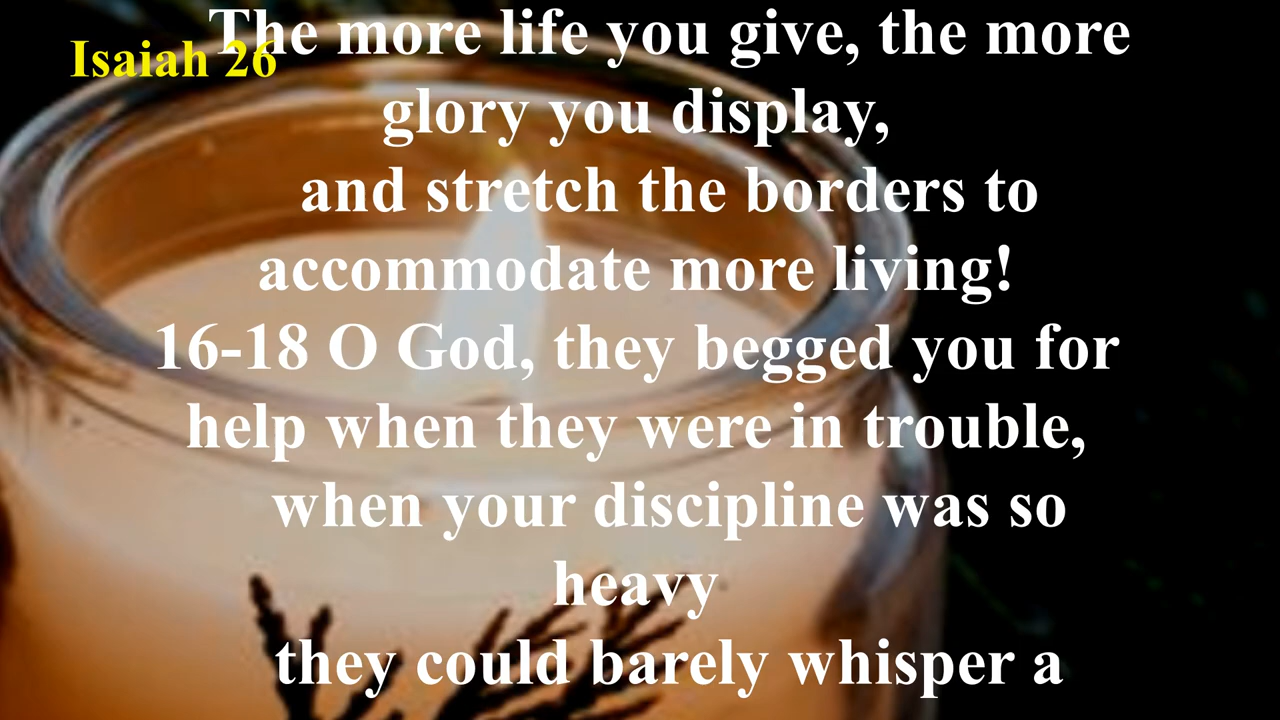 Isaiah 26
The more life you give, the more
glory you display,
and stretch the borders to
accommodate more living!
16-18 O God, they begged you for
help when they were in trouble,
when your discipline was so
heavy
they could barely whisper a